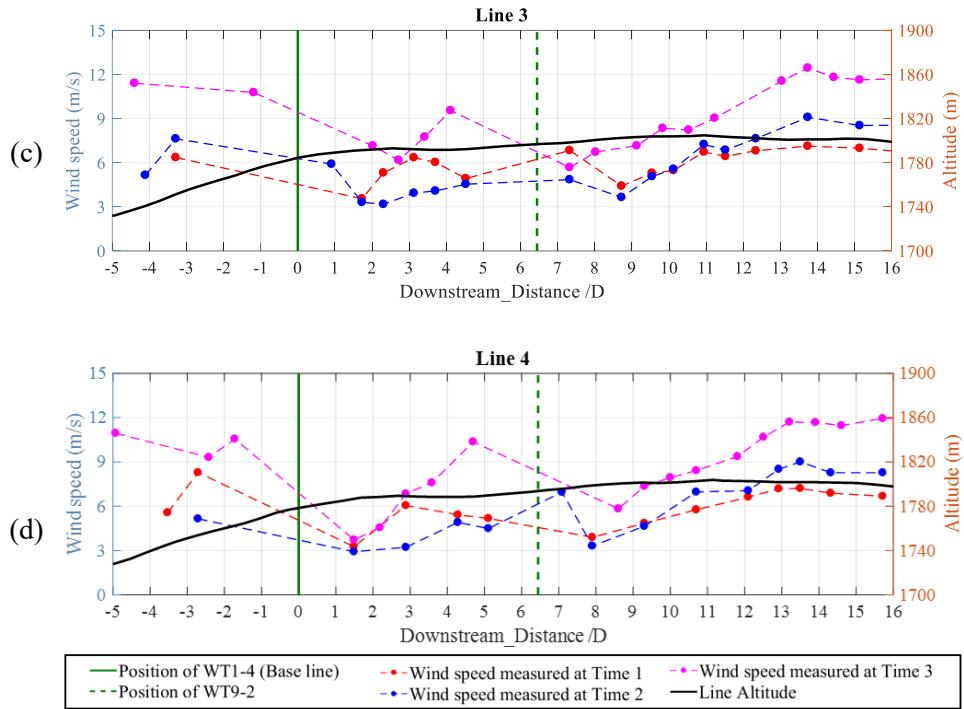 Line 3
15
12
9
6
3
0
Wind speed (m/s)
(c)
1900
1860
1820
1780
1740
1700
Altitude (m)
-5 -4 -3 -2 -1 0 1 2 3 4 5 6 7 8 9 10 11 12 13 14 15 16
Downstream_Distance /D
Line 4
15
12
9
6
3
0
Wind speed (m/s)
(d)
1900
1860
1820
1780
1740
1700
Altitude (m)
-5 -4 -3 -2 -1 0 1 2 3 4 5 6 7 8 9 10 11 12 13 14 15 16
Downstream_Distance /D
Position of WT1-4 (Base line) Wind speed measured at Time 1 Wind speed measured at Time 3
Position of WT9-2 Wind speed measured at Time 2 Line Altitude